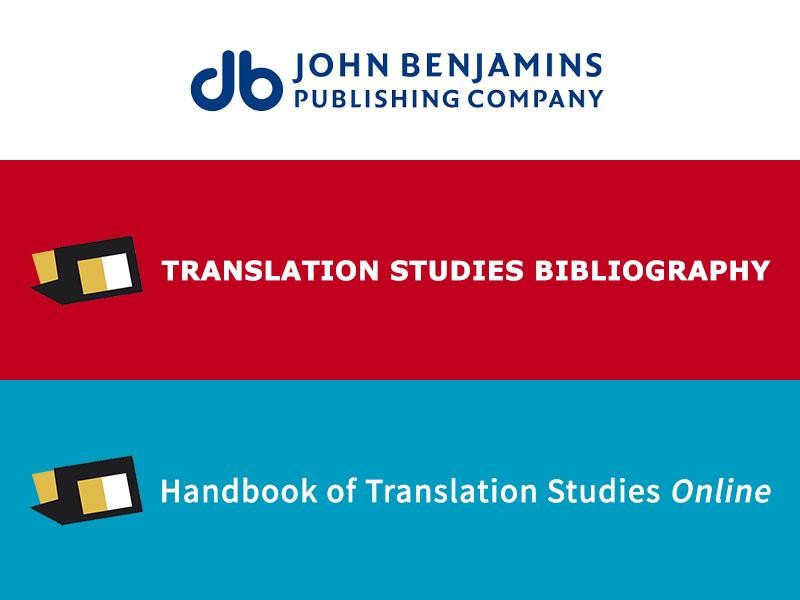 JOHN BENJAMINS
PUBLISHING COMPANY
TRANSLATION STUDIES BIBLIOGRAPHY
Handbook of Translation Studies Online